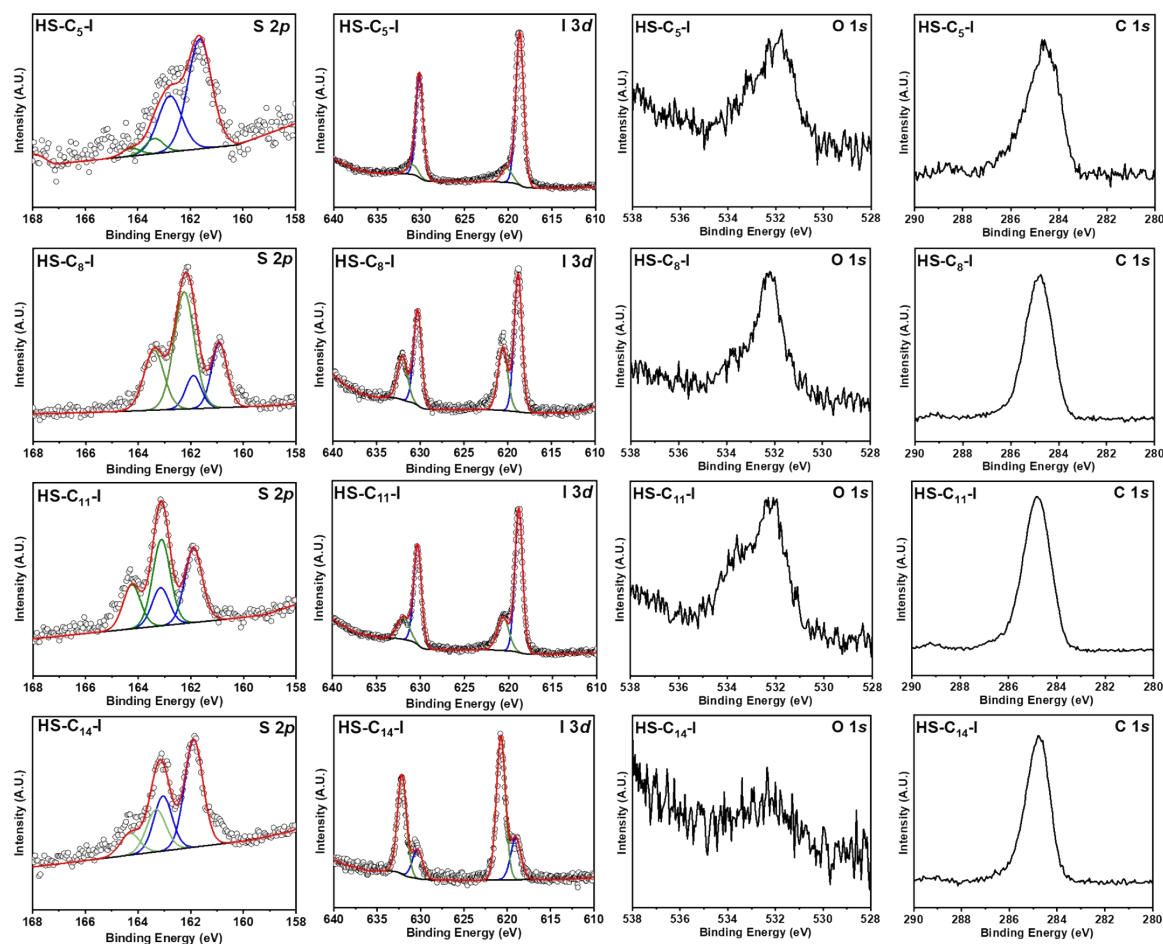 HS-C₅-I S 2p
Intensity (A.U.)
168 166 164 162 160 158
Binding Energy (eV)
HS-C₅-I I 3d
Intensity (A.U.)
640 635 630 625 620 615 610
Binding Energy (eV)
HS-C₅-I O 1s
Intensity (A.U.)
538 536 534 532 530 528
Binding Energy (eV)
HS-C₅-I C 1s
Intensity (A.U.)
290 288 286 284 282 280
Binding Energy (eV)
HS-C₈-I S 2p
Intensity (A.U.)
168 166 164 162 160 158
Binding Energy (eV)
HS-C₈-I I 3d
Intensity (A.U.)
640 635 630 625 620 615 610
Binding Energy (eV)
HS-C₈-I O 1s
Intensity (A.U.)
538 536 534 532 530 528
Binding Energy (eV)
HS-C₈-I C 1s
Intensity (A.U.)
290 288 286 284 282 280
Binding Energy (eV)
HS-C₁₁-I S 2p
Intensity (A.U.)
168 166 164 162 160 158
Binding Energy (eV)
HS-C₁₁-I I 3d
Intensity (A.U.)
640 635 630 625 620 615 610
Binding Energy (eV)
HS-C₁₁-I O 1s
Intensity (A.U.)
538 536 534 532 530 528
Binding Energy (eV)
HS-C₁₁-I C 1s
Intensity (A.U.)
290 288 286 284 282 280
Binding Energy (eV)
HS-C₁₄-I S 2p
Intensity (A.U.)
168 166 164 162 160 158
Binding Energy (eV)
HS-C₁₄-I I 3d
Intensity (A.U.)
640 635 630 625 620 615 610
Binding Energy (eV)
HS-C₁₄-I O 1s
Intensity (A.U.)
538 536 534 532 530 528
Binding Energy (eV)
HS-C₁₄-I C 1s
Intensity (A.U.)
290 288 286 284 282 280
Binding Energy (eV)